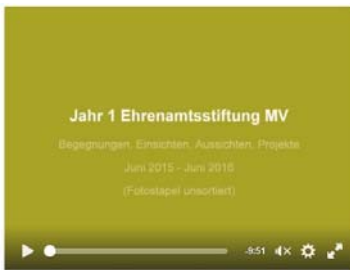 Jahr 1 Ehrenamtsstiftung MV
Begegnungen, Einsichten, Aussichten, Projekte
Juni 2015 - Juni 2016
(Fotostapel unsortiert)
-9:51